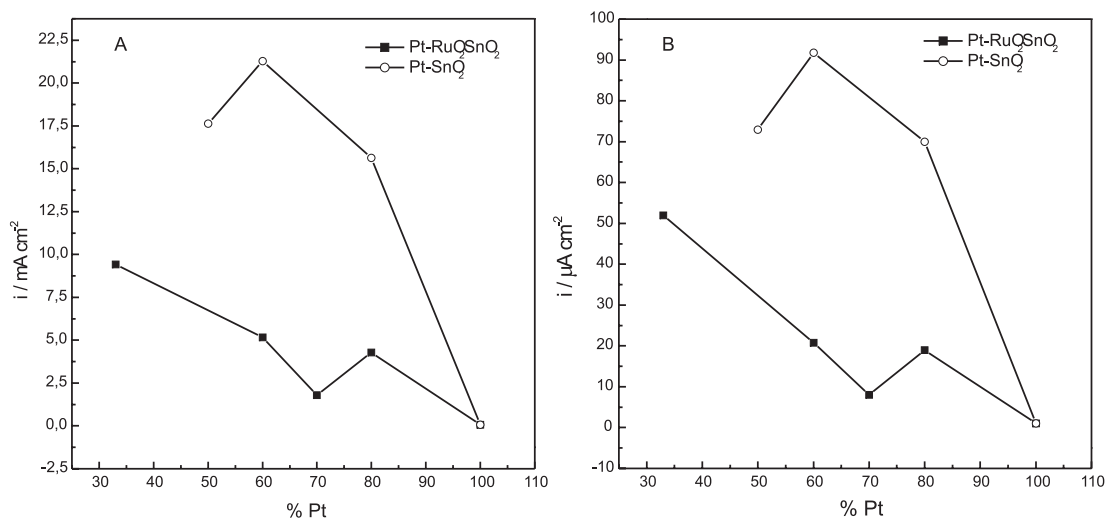 A
Pt-RuO2SnO2
Pt-SnO2
22,5
20,0
17,5
15,0
12,5
10,0
7,5
5,0
2,5
0,0
-2,5
i / mA cm-2
30 40 50 60 70 80 90 100 110
% Pt
B
Pt-RuO2SnO2
Pt-SnO2
100
90
80
70
60
50
40
30
20
10
0
-10
i / µA cm-2
30 40 50 60 70 80 90 100 110
% Pt